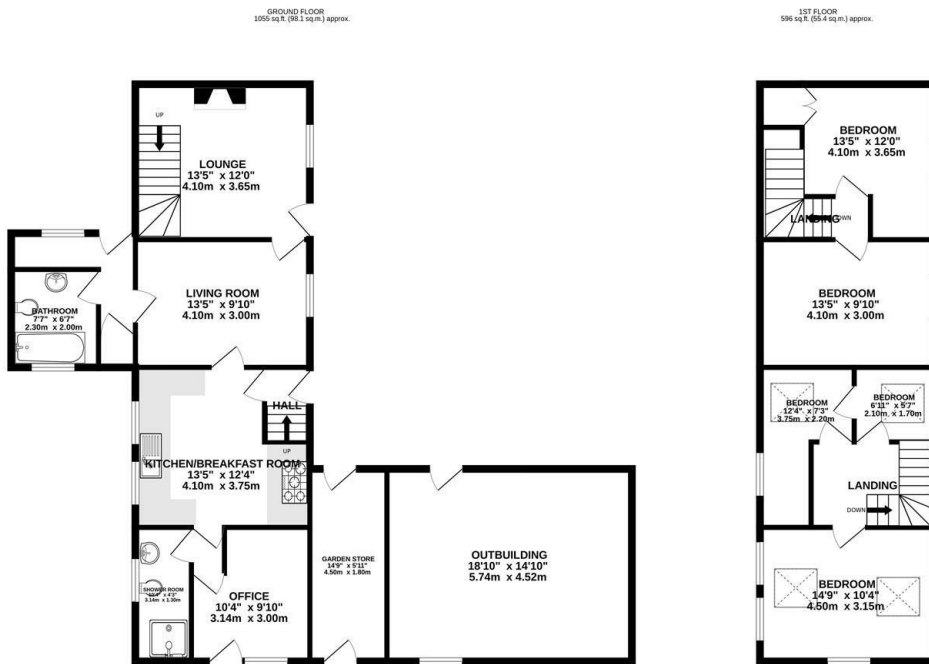 GROUND FLOOR
1055 sq.ft. (98.1 sq.m.) approx.
1ST FLOOR
596 sq.ft. (55.4 sq.m.) approx.
UP
LOUNGE
13'5" x 12'0"
4.10m x 3.65m
LIVING ROOM
13'5" x 9'10"
4.10m x 3.00m
BATHROOM
7'7" x 6'7"
2.30m x 2.00m
HALL
UP
KITCHEN/BREAKFAST ROOM
13'5" x 12'4"
4.10m x 3.75m
SHOWER ROOM
x 4'3"
3.14m x 1.30m
OFFICE
10'4" x 9'10"
3.14m x 3.00m
GARDEN STORE
14'9" x 5'11"
4.50m x 1.80m
OUTBUILDING
18'10" x 14'10"
5.74m x 4.52m
BEDROOM
13'5" x 12'0"
4.10m x 3.65m
LANDING
DOWN
BEDROOM
13'5" x 9'10"
4.10m x 3.00m
BEDROOM
12'4" x 7'3"
3.75m x 2.20m
BEDROOM
6'11" x 5'7"
2.10m x 1.70m
LANDING
DOWN
BEDROOM
14'9" x 10'4"
4.50m x 3.15m